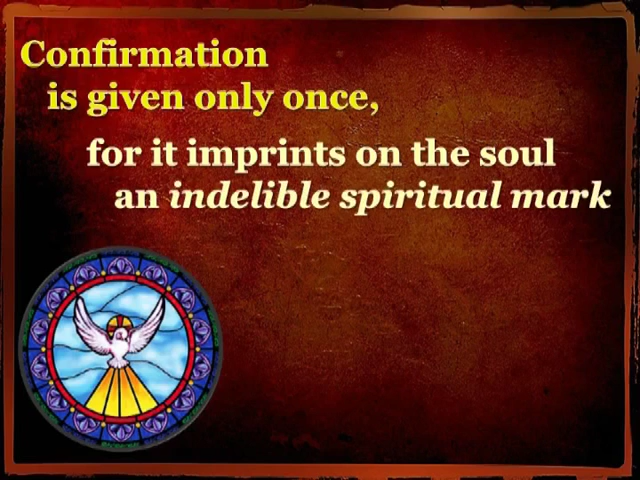 Confirmation
is given only once,
for it imprints on the soul
an indelible spiritual mark